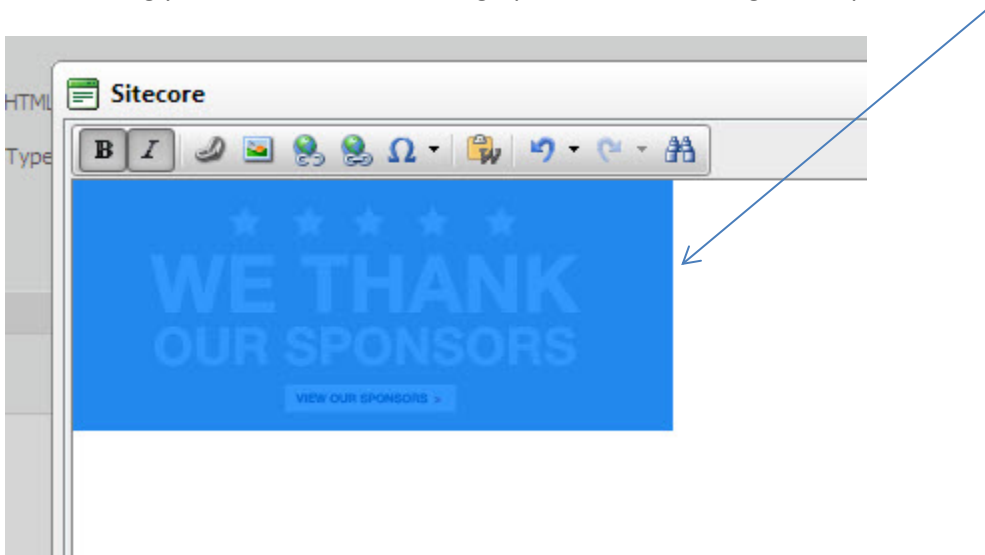 HTML
Sitecore
Type
B I Ω W
WE THANK
OUR SPONSORS
VIEW OUR SPONSORS >